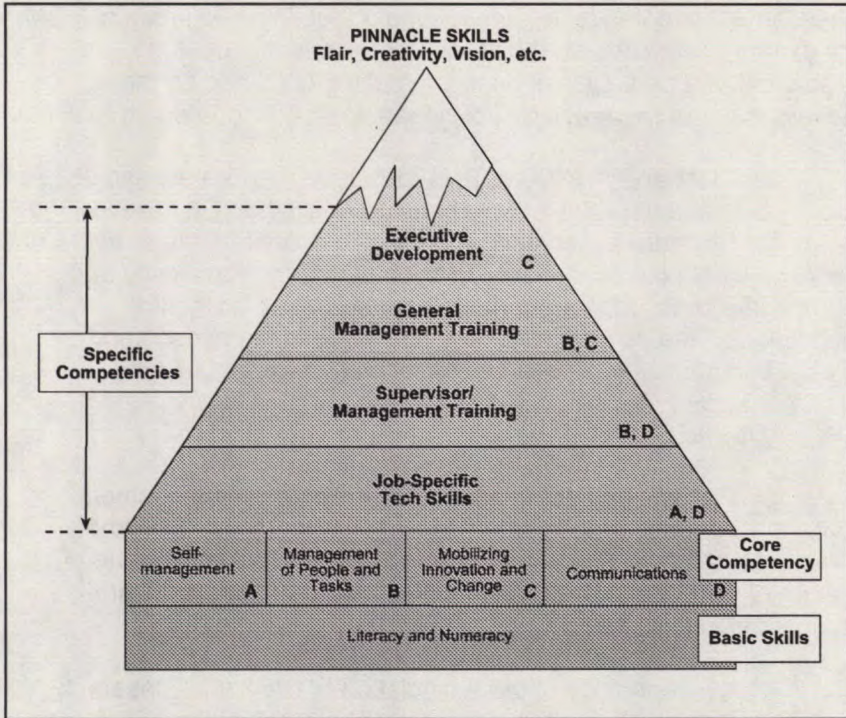 PINNACLE SKILLS
Flair, Creativity, Vision, etc.
Executive
Development
C
General
Management Training
B, C
Specific
Competencies
Supervisor/
Management Training
B, D
Job-Specific
Tech Skills
A, D
Self-
management
A
Management
of People and
Tasks
B
Mobilizing
Innovation and
Change
C
Communications
D
Core
Competency
Literacy and Numeracy
Basic Skills